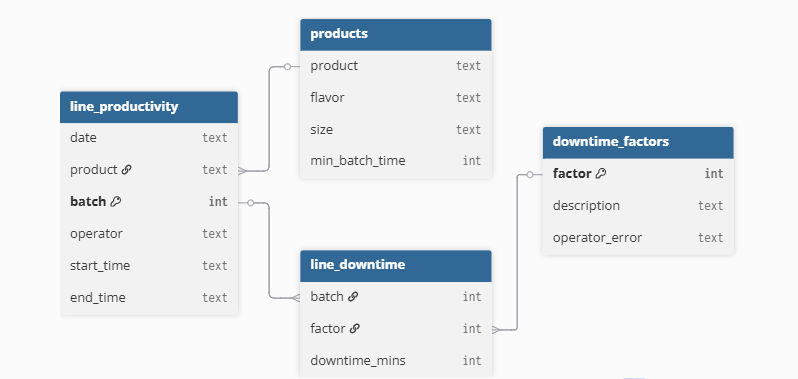 products
product text
flavor text
size text
min_batch_time int
line_productivity
date text
product text
batch int
operator text
start_time text
end_time text
downtime_factors
factor int
description text
operator_error text
line_downtime
batch int
factor int
downtime_mins int